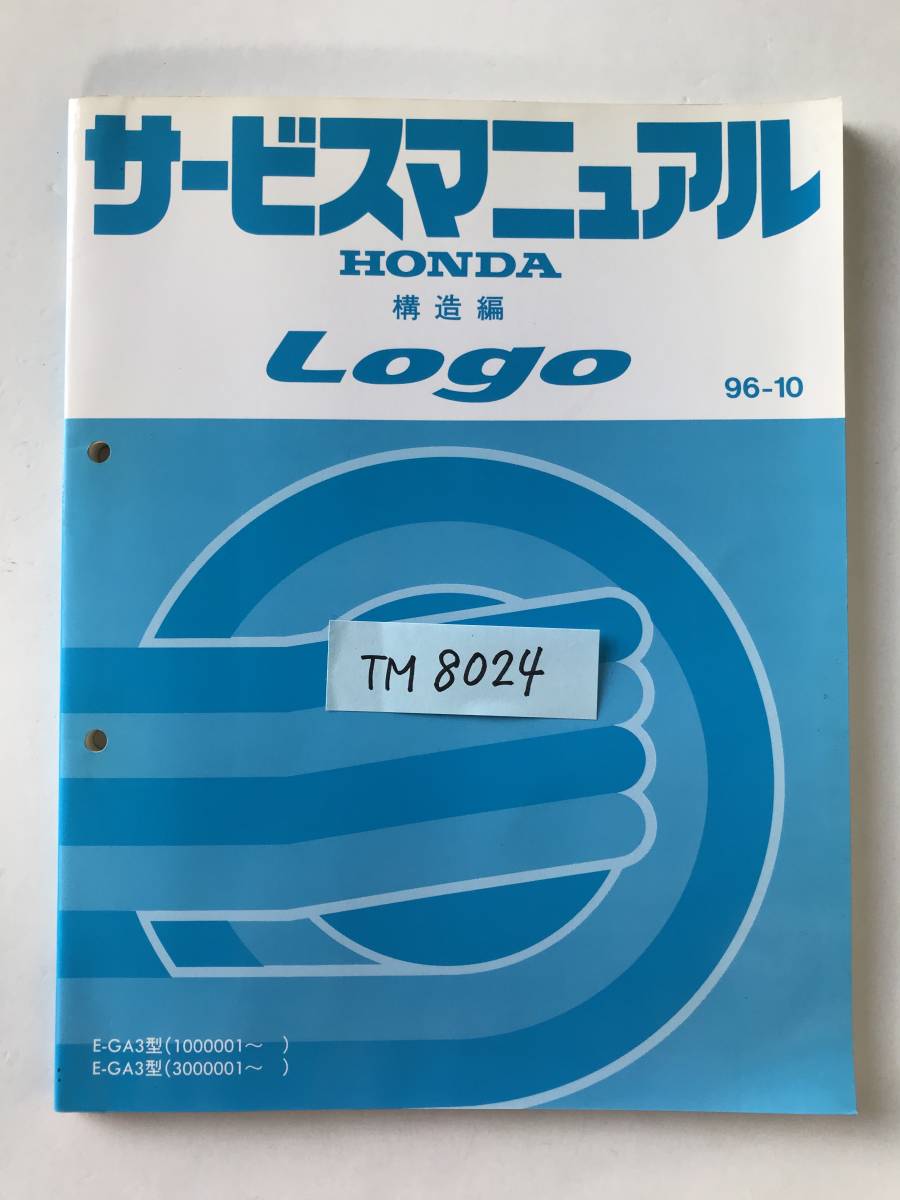 サービスマニュアル
HONDA
構造編
Logo
96-10
TM 8024
E-GA3型(1000001～　)
E-GA3型(3000001～　)